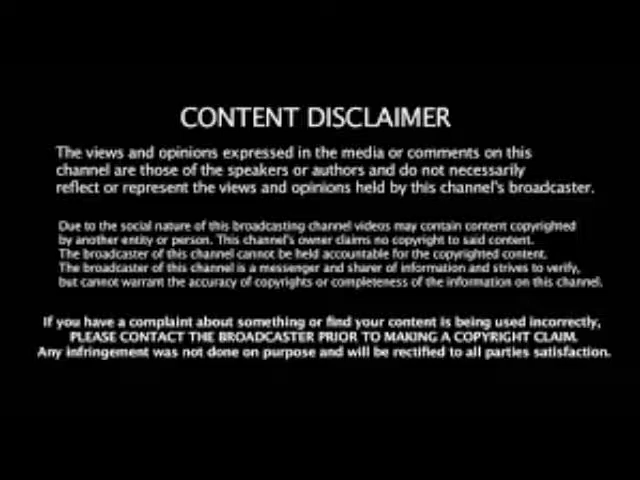 CONTENT DISCLAIMER
The views and opinions expressed in the media or comments on this
channel are those of the speakers or authors and do not necessarily
reflect or represent the views and opinions held by this channel's broadcaster.
Due to the social nature of this broadcasting channel videos may contain content copyrighted
by another entity or person. This channel's owner claims no copyright to said content.
The broadcaster of this channel cannot be held accountable for the copyrighted content.
The broadcaster of this channel is a messenger and sharer of information and strives to verify,
but cannot warrant the accuracy of copyrights or completeness of the information on this channel.
If you have a complaint about something or find your content is being used incorrectly,
PLEASE CONTACT THE BROADCASTER PRIOR TO MAKING A COPYRIGHT CLAIM.
Any infringement was not done on purpose and will be rectified to all parties satisfaction.